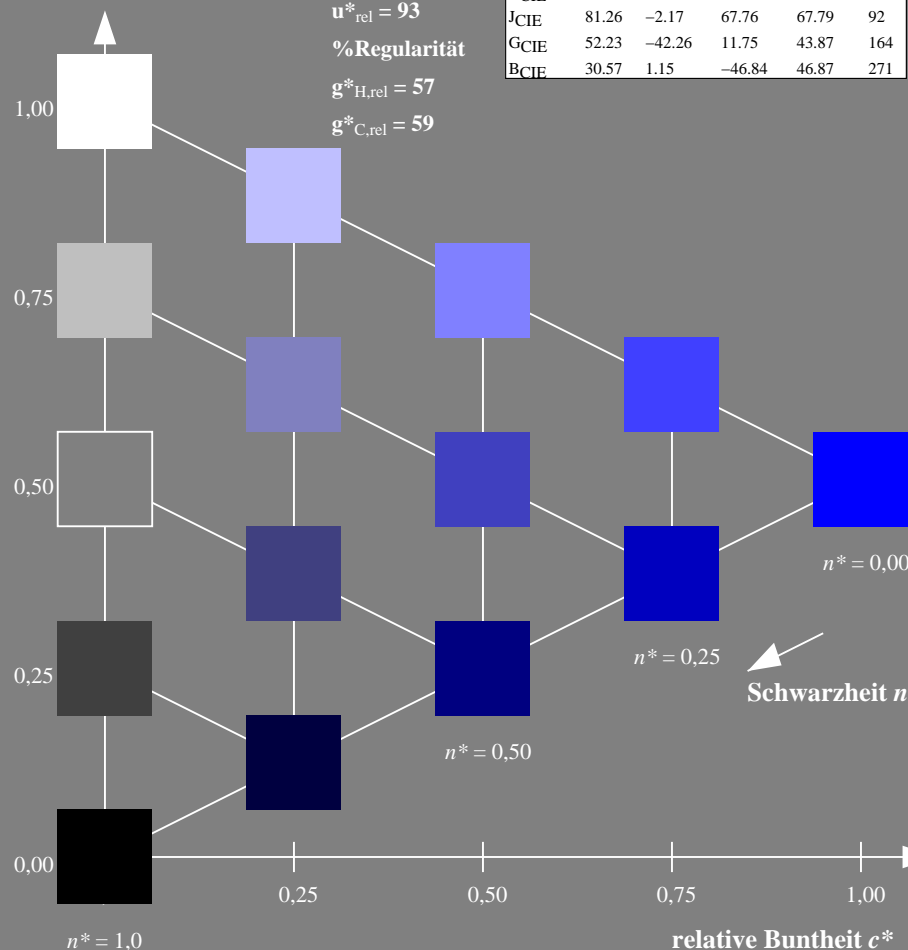 u*rel = 93
%Regularität
g*H,rel = 57
g*C,rel = 59
CIE
JCIE 81.26 −2.17 67.76 67.79 92
GCIE 52.23 −42.26 11.75 43.87 164
BCIE 30.57 1.15 −46.84 46.87 271
1,00
0,75
0,50
0,25
0,00
n* = 0,00
n* = 0,25
Schwarzheit n
n* = 0,50
0,25 0,50 0,75 1,00
n* = 1,0
relative Buntheit c*